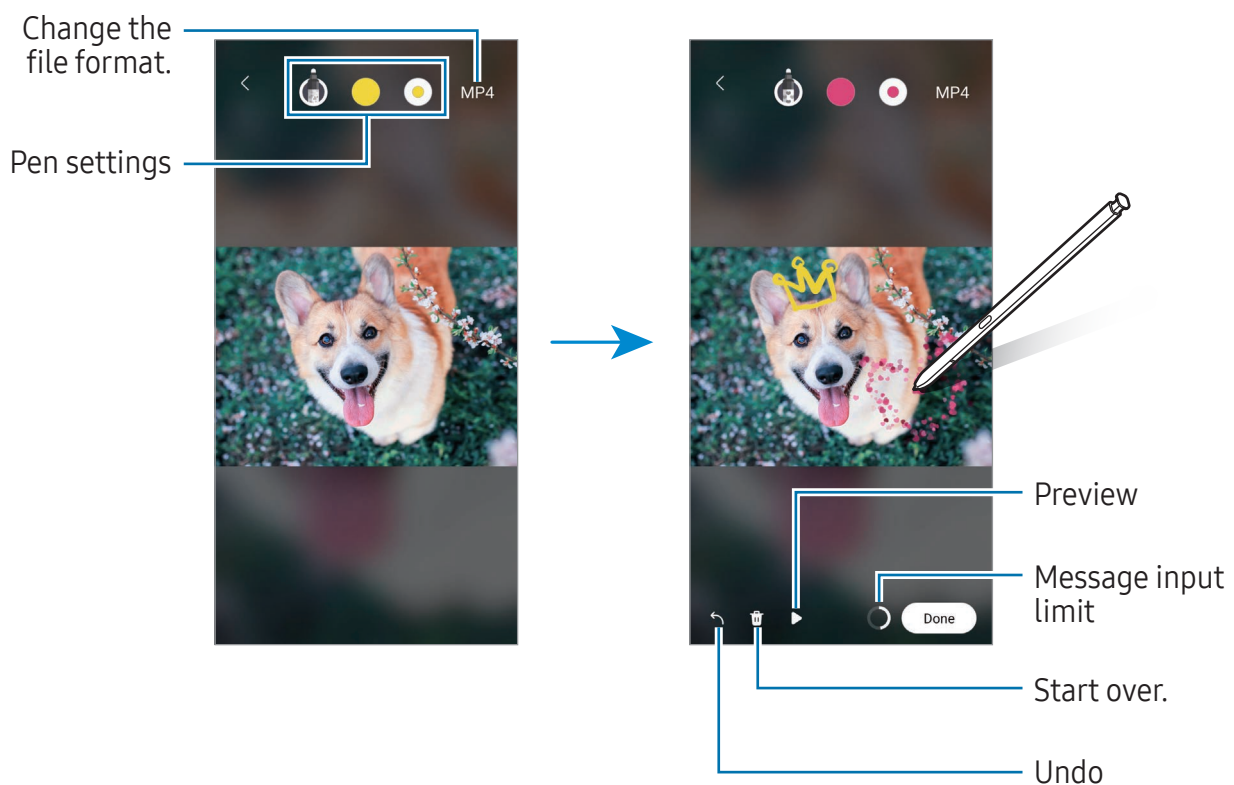 Change the
file format.
MP4
MP4
Pen settings
Preview
Message input
limit
Done
Start over.
Undo